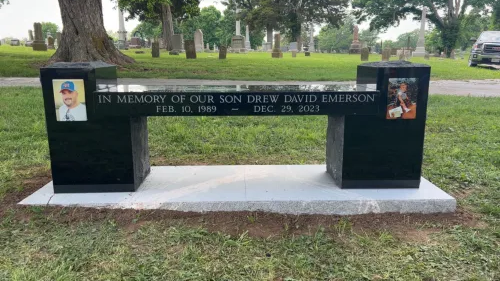 IN MEMORY OF OUR SON DREW DAVID EMERSON
FEB. 10, 1989 — DEC. 29, 2023